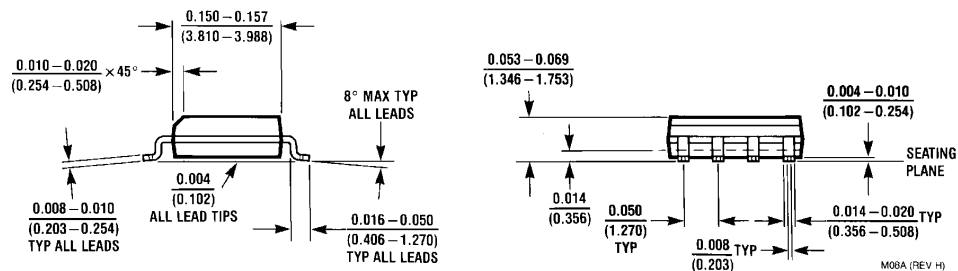 0.150 – 0.157
(3.810 – 3.988)
0.010 – 0.020 × 45°
(0.254 – 0.508)
8° MAX TYP
ALL LEADS
0.004
(0.102)
ALL LEAD TIPS
0.008 – 0.010
(0.203 – 0.254)
TYP ALL LEADS
0.016 – 0.050
(0.406 – 1.270)
TYP ALL LEADS
0.053 – 0.069
(1.346 – 1.753)
0.004 – 0.010
(0.102 – 0.254)
SEATING
PLANE
0.014
(0.356)
0.050
(1.270)
TYP
0.014 – 0.020 TYP
(0.356 – 0.508)
0.008 TYP
(0.203)
M08A (REV H)